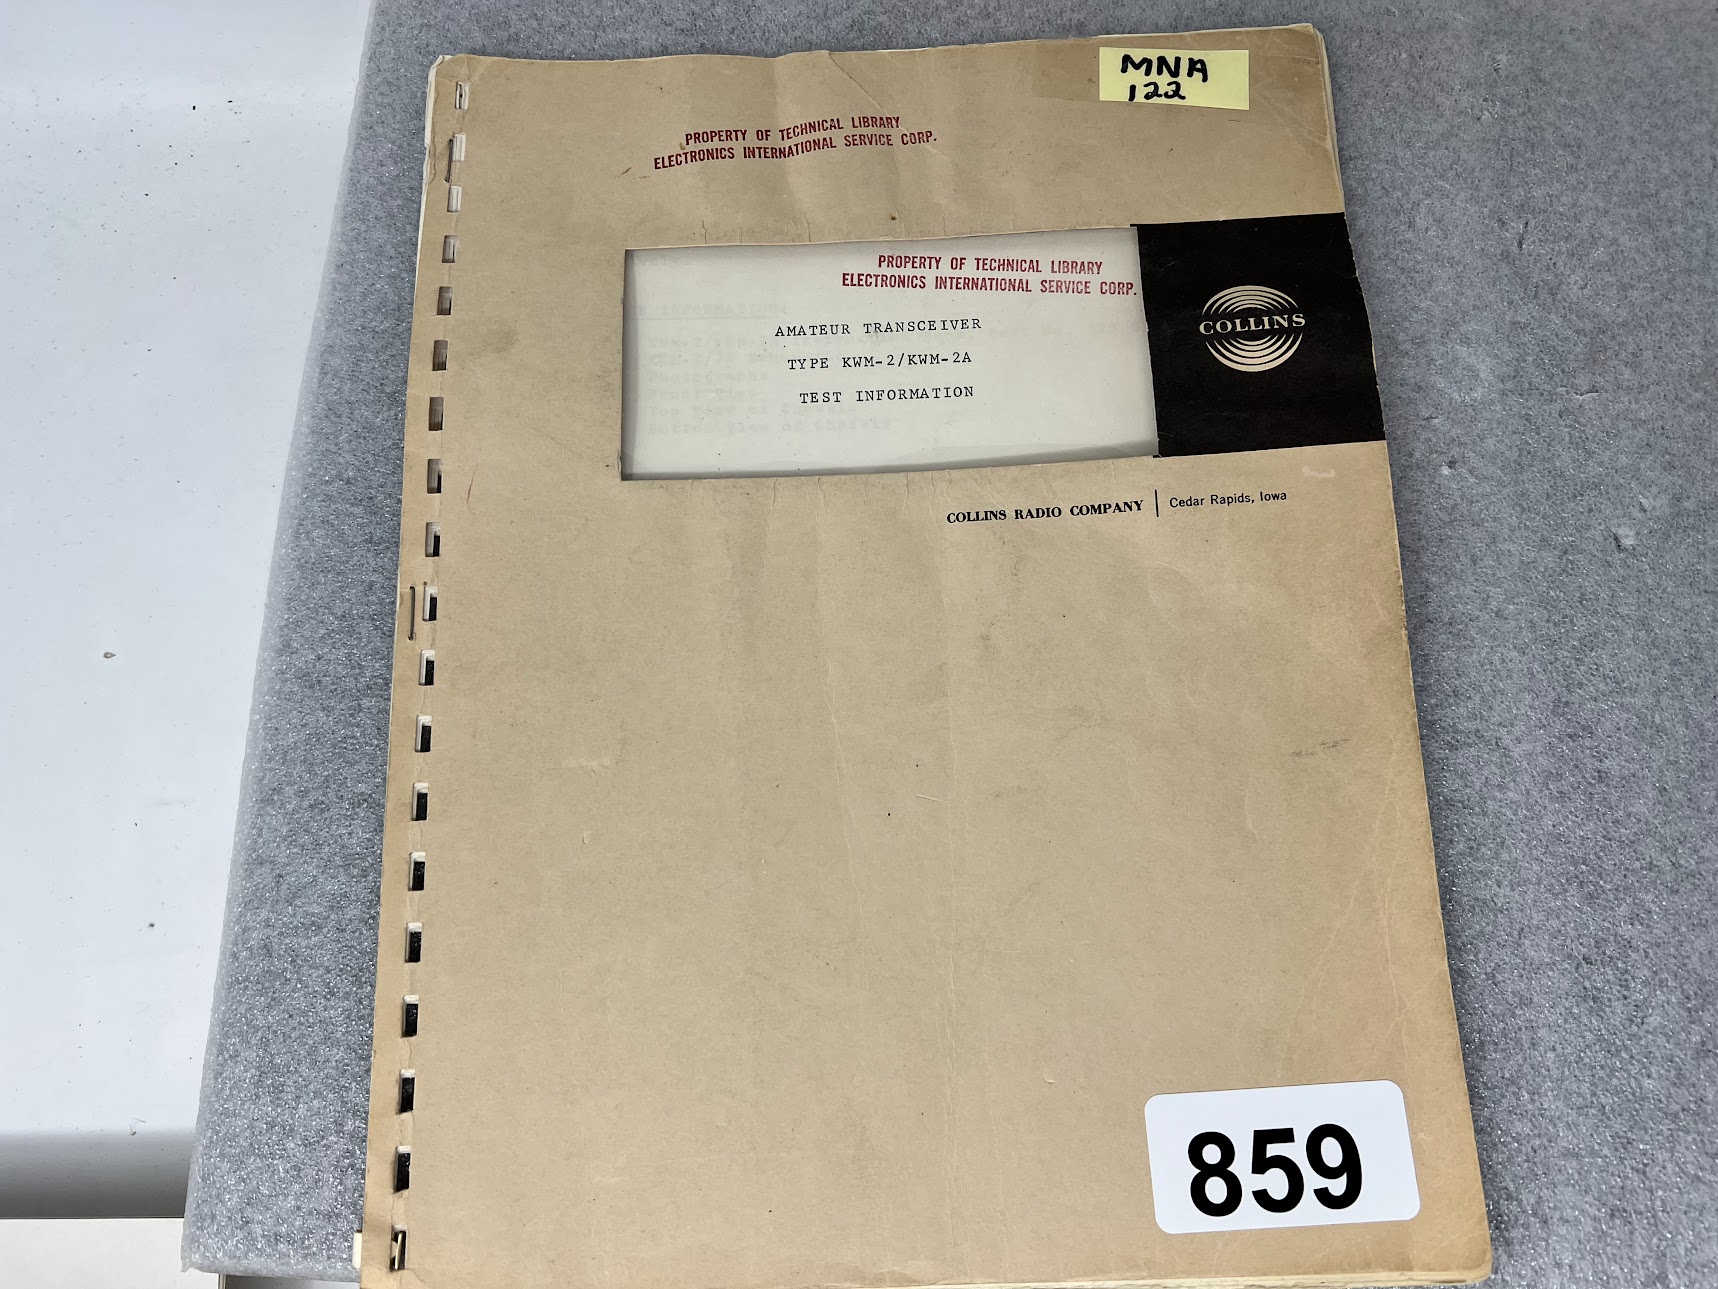 MNA
122
PROPERTY OF TECHNICAL LIBRARY
ELECTRONICS INTERNATIONAL SERVICE CORP.
PROPERTY OF TECHNICAL LIBRARY
ELECTRONICS INTERNATIONAL SERVICE CORP.
AMATEUR TRANSCEIVER
TYPE KWM-2/KWM-2A
TEST INFORMATION
COLLINS
COLLINS RADIO COMPANY | Cedar Rapids, Iowa
859